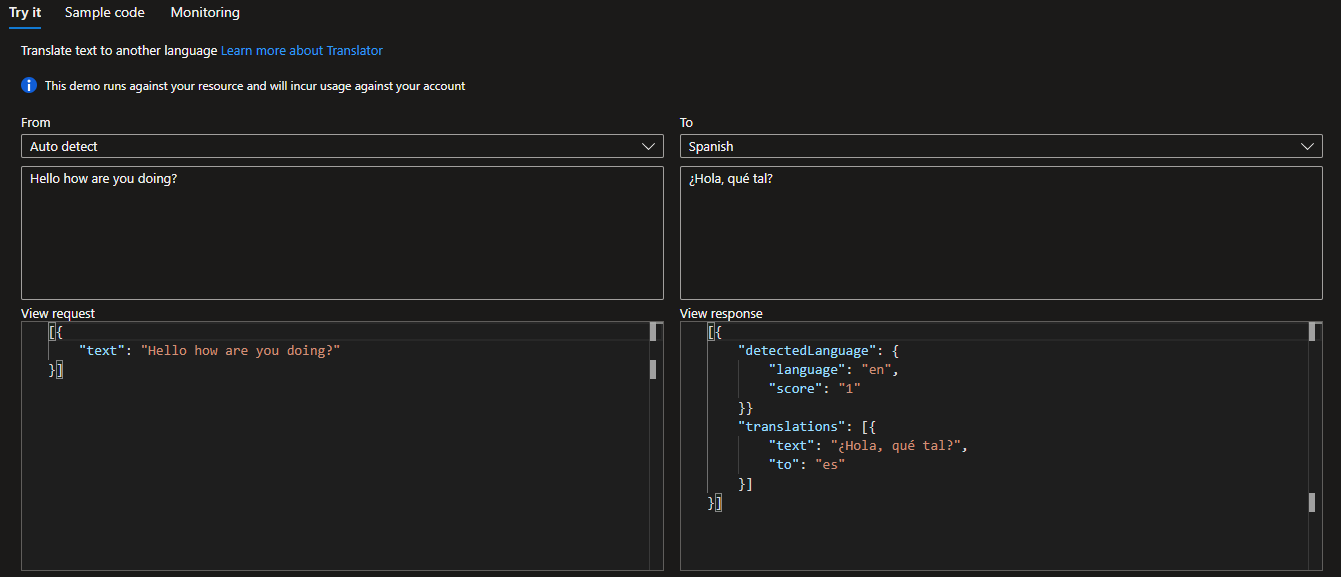 Try it Sample code Monitoring
Translate text to another language Learn more about Translator
This demo runs against your resource and will incur usage against your account
From
Auto detect
Hello how are you doing?
To
Spanish
¿Hola, qué tal?
View request
[{
"text": "Hello how are you doing?"
}]
View response
[{
"detectedLanguage": {
"language": "en",
"score": "1"
}}
"translations": [{
"text": "¿Hola, qué tal?",
"to": "es"
}]
}]